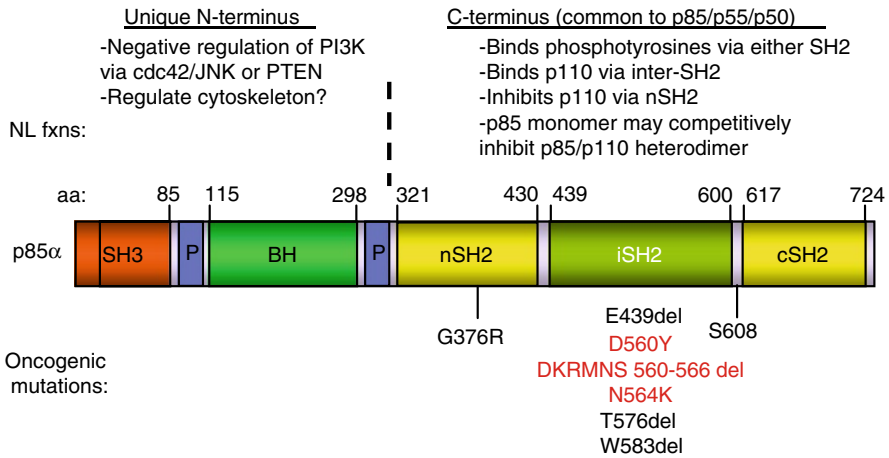 Unique N-terminus
-Negative regulation of PI3K
via cdc42/JNK or PTEN
-Regulate cytoskeleton?
C-terminus (common to p85/p55/p50)
-Binds phosphotyrosines via either SH2
-Binds p110 via inter-SH2
-Inhibits p110 via nSH2
-p85 monomer may competitively
inhibit p85/p110 heterodimer
NL fxns:
aa: 85 115 298 321 430 439 600 617 724
p85α SH3 P BH P nSH2 iSH2 cSH2
G376R
E439del
S608
D560Y
DKRMNS 560-566 del
N564K
T576del
W583del
Oncogenic
mutations: